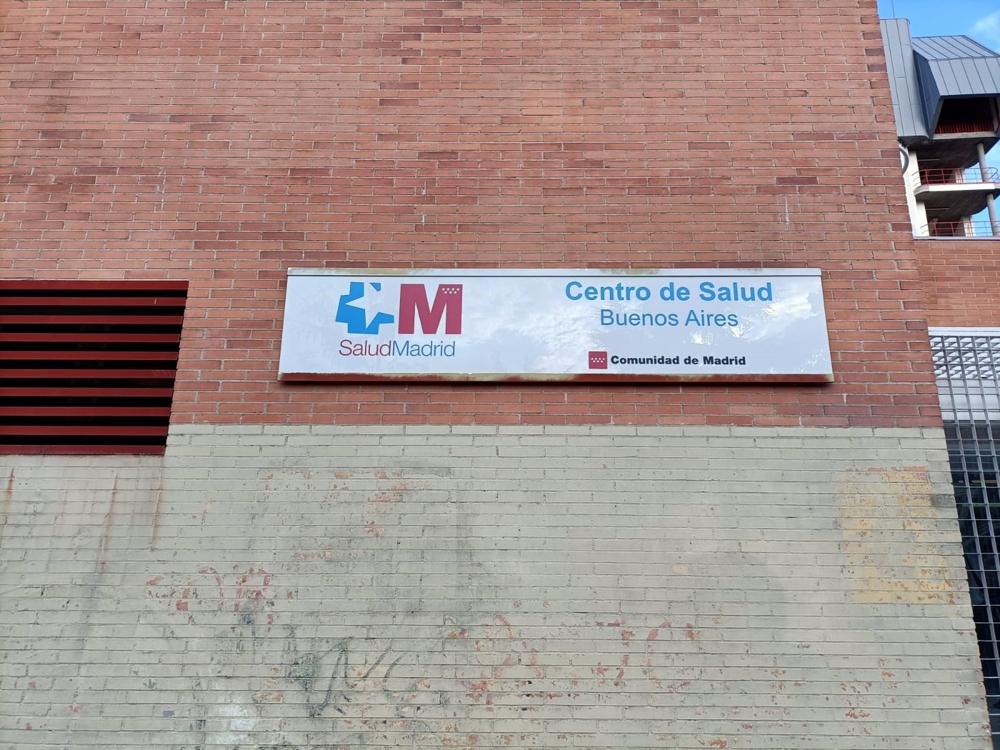 M
SaludMadrid
Centro de Salud
Buenos Aires
Comunidad de Madrid